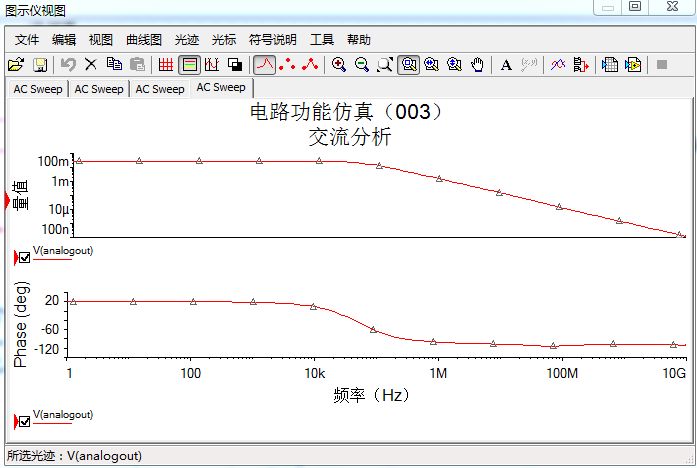 图示仪视图
文件 编辑 视图 曲线图 光迹 光标 符号说明 工具 帮助
AC Sweep AC Sweep AC Sweep AC Sweep
电路功能仿真（003）
交流分析
量值
100m
1m
10μ
100n
V(analogout)
Phase (deg)
20
-60
-120
1 100 10k 1M 100M 10G
频率（Hz）
V(analogout)
所选光迹：V(analogout)